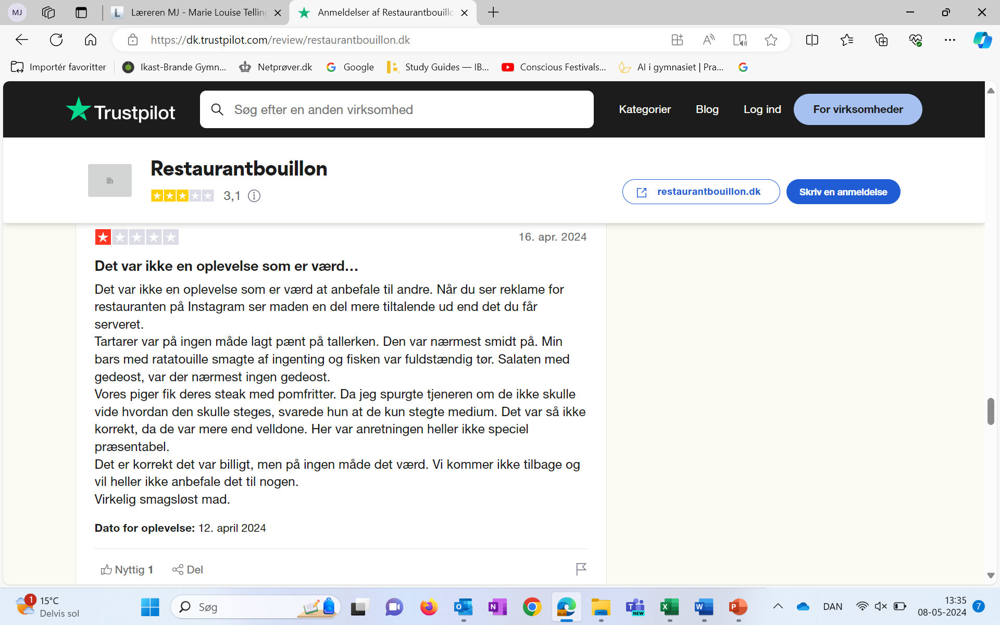 MJ
Læreren MJ - Marie Louise Telling
Anmeldelser af Restaurantbouillo
https://dk.trustpilot.com/review/restaurantbouillon.dk
Importér favoritter
Ikast-Brande Gymn...
Netprøver.dk
Google
Study Guides — IB...
Conscious Festivals...
AI i gymnasiet | Pra...
Trustpilot
Søg efter en anden virksomhed
Kategorier
Blog
Log ind
For virksomheder
Restaurantbouillon
3,1
restaurantbouillon.dk
Skriv en anmeldelse
16. apr. 2024
Det var ikke en oplevelse som er værd...
Det var ikke en oplevelse som er værd at anbefale til andre. Når du ser reklame for
restauranten på Instagram ser maden en del mere tiltalende ud end det du får
serveret.
Tartarer var på ingen måde lagt pænt på tallerken. Den var nærmest smidt på. Min
bars med ratatouille smagte af ingenting og fisken var fuldstændig tør. Salaten med
gedeost, var der nærmest ingen gedeost.
Vores piger fik deres steak med pomfritter. Da jeg spurgte tjeneren om de ikke skulle
vide hvordan den skulle steges, svarede hun at de kun stegte medium. Det var så ikke
korrekt, da de var mere end velldone. Her var anretningen heller ikke speciel
præsentabel.
Det er korrekt det var billigt, men på ingen måde det værd. Vi kommer ikke tilbage og
vil heller ikke anbefale det til nogen.
Virkelig smagsløst mad.
Dato for oplevelse: 12. april 2024
Nyttig 1
Del
1
15°C
Delvis sol
Søg
NEW
DAN
13:35
08-05-2024
7